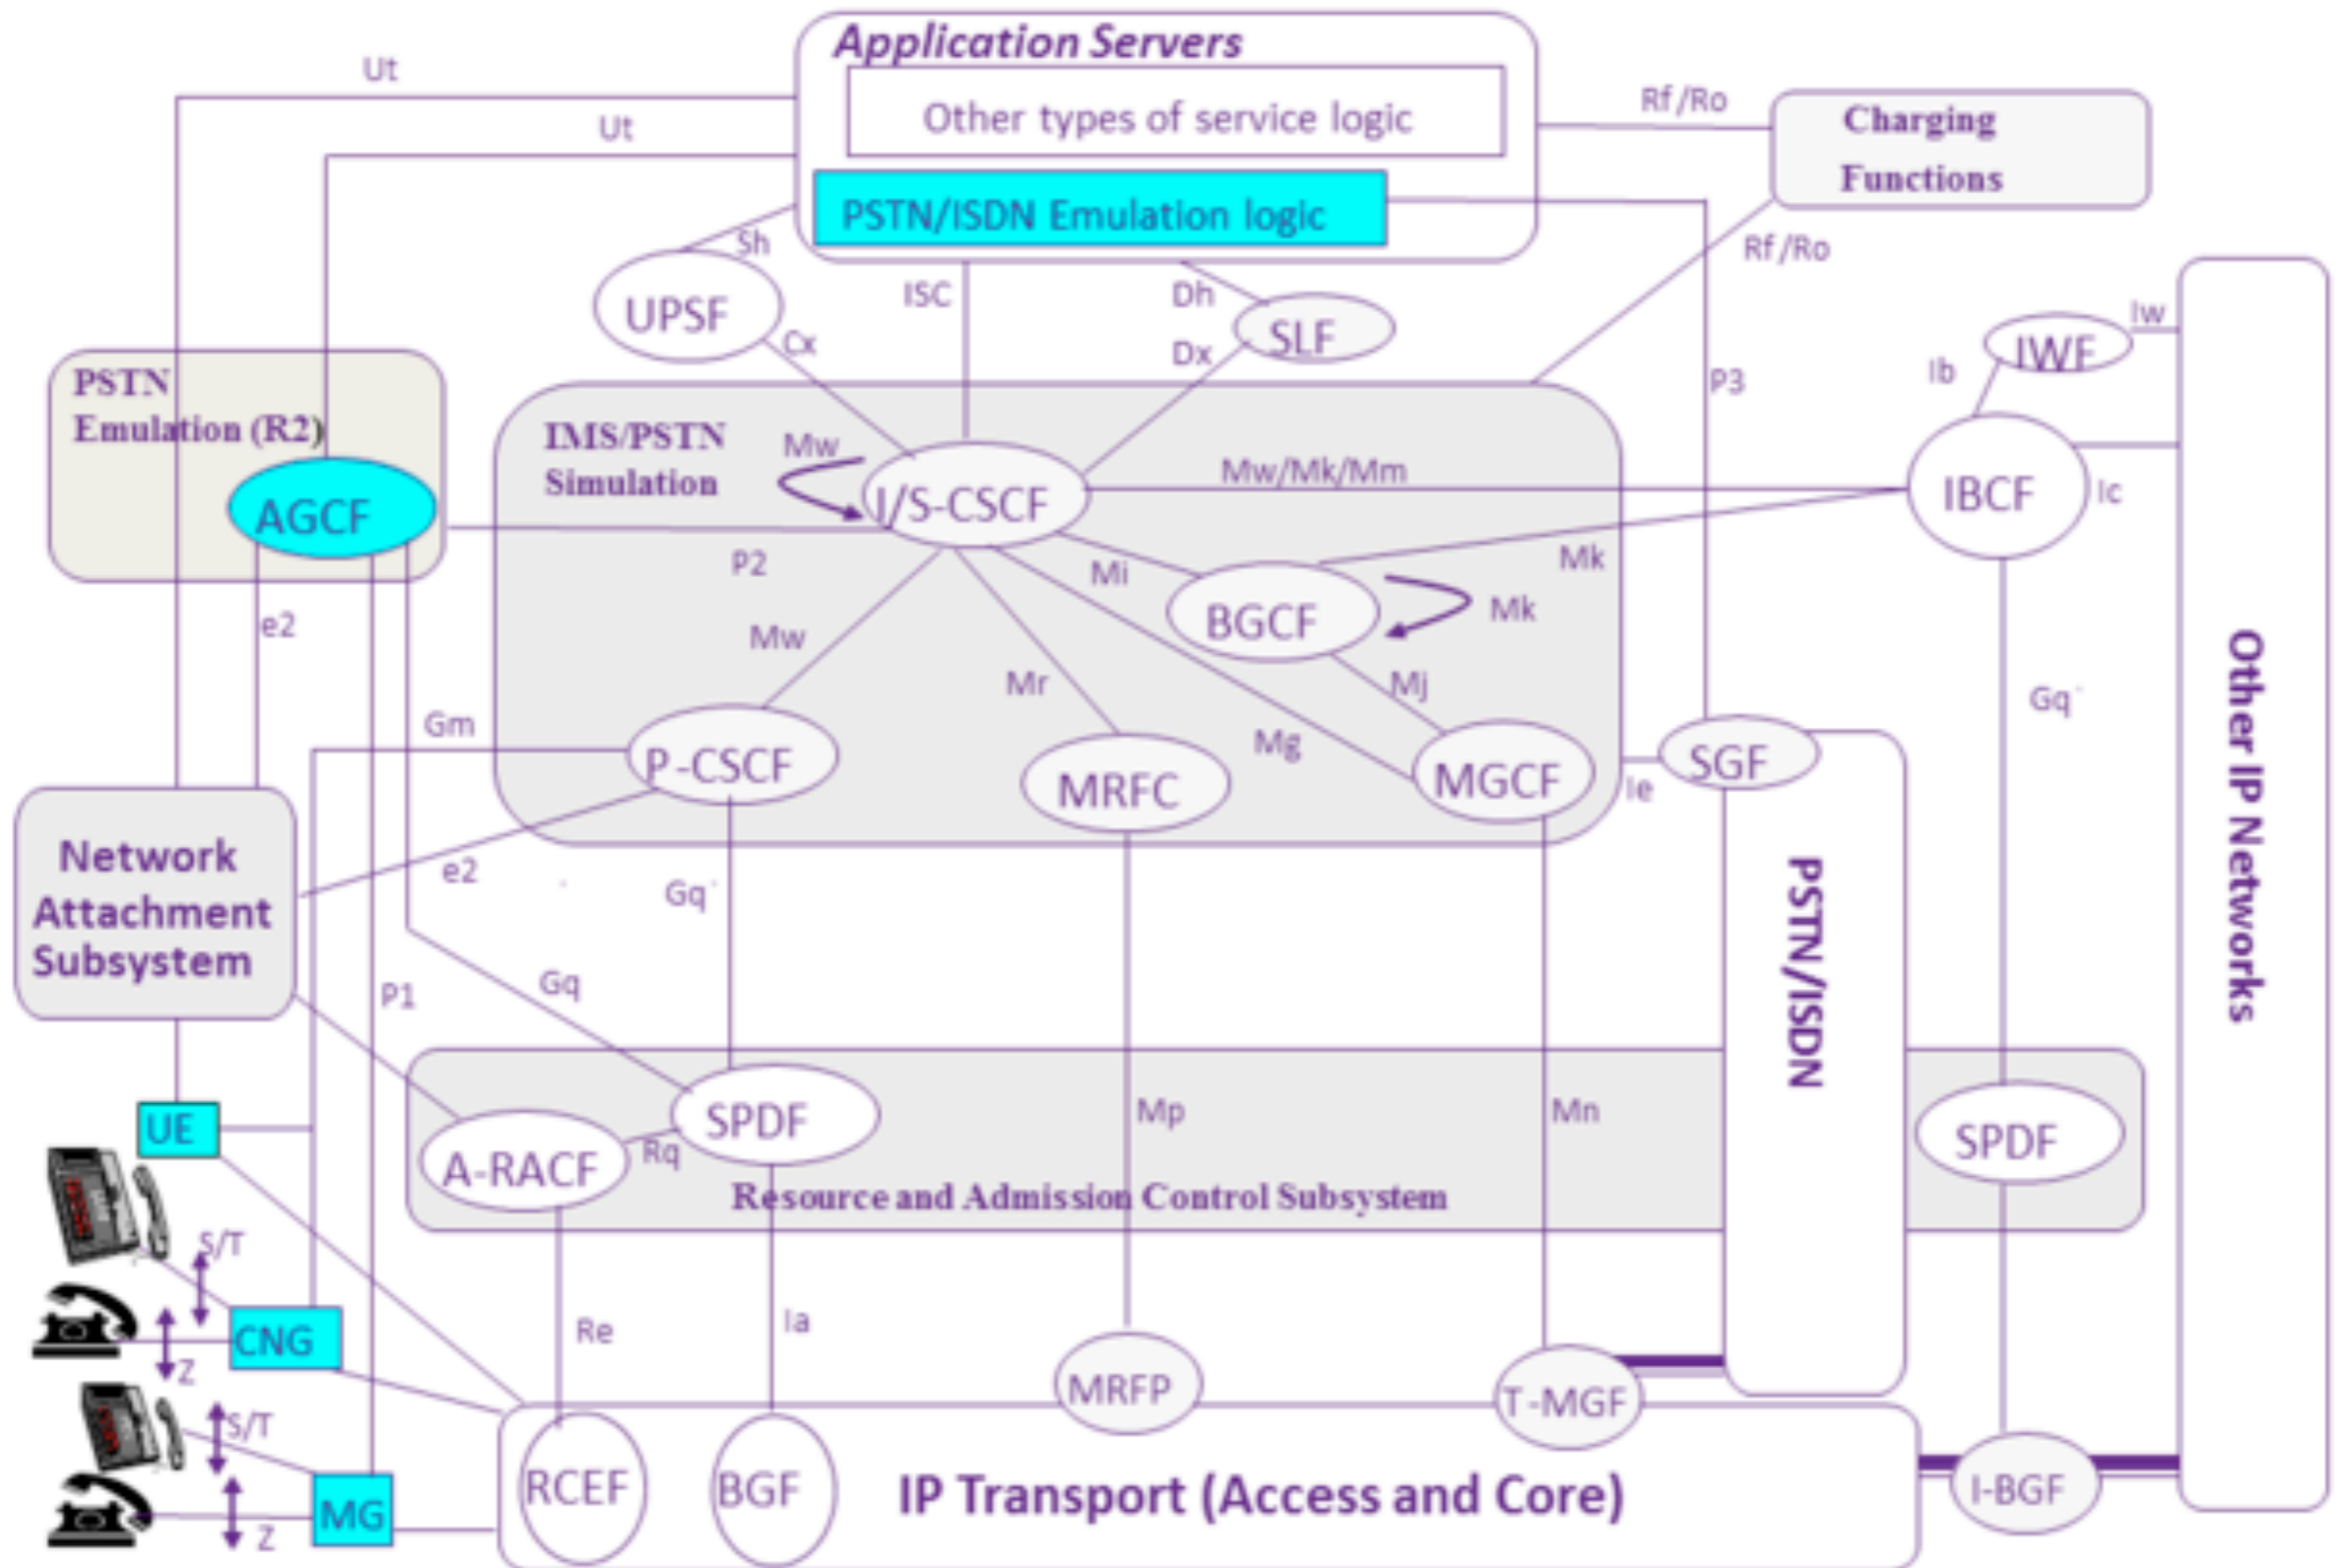 Application Servers
Ut
Other types of service logic
Rf/Ro
Charging
Functions
Ut
PSTN/ISDN Emulation logic
Sh
Rf/Ro
UPSF
ISC
Dh
SLF
Iw
IWF
Cx
Dx
Ib
P3
PSTN
Emulation (R2)
IMS/PSTN
Simulation
Mw
Mw/Mk/Mm
I/S-CSCF
IBCF
Ic
AGCF
P2
Mi
Mk
BGCF
Mk
e2
Mw
Mr
Mj
Gq`
Other IP Networks
Gm
P-CSCF
MRFC
Mg
MGCF
SGF
Ie
Network
Attachment
Subsystem
e2
Gq`
PSTN/ISDN
P1
Gq
UE
SPDF
Mp
Mn
SPDF
A-RACF
Rq
Resource and Admission Control Subsystem
S/T
CNG
Z
Re
Ia
MRFP
T-MGF
S/T
MG
Z
RCEF
BGF
IP Transport (Access and Core)
I-BGF